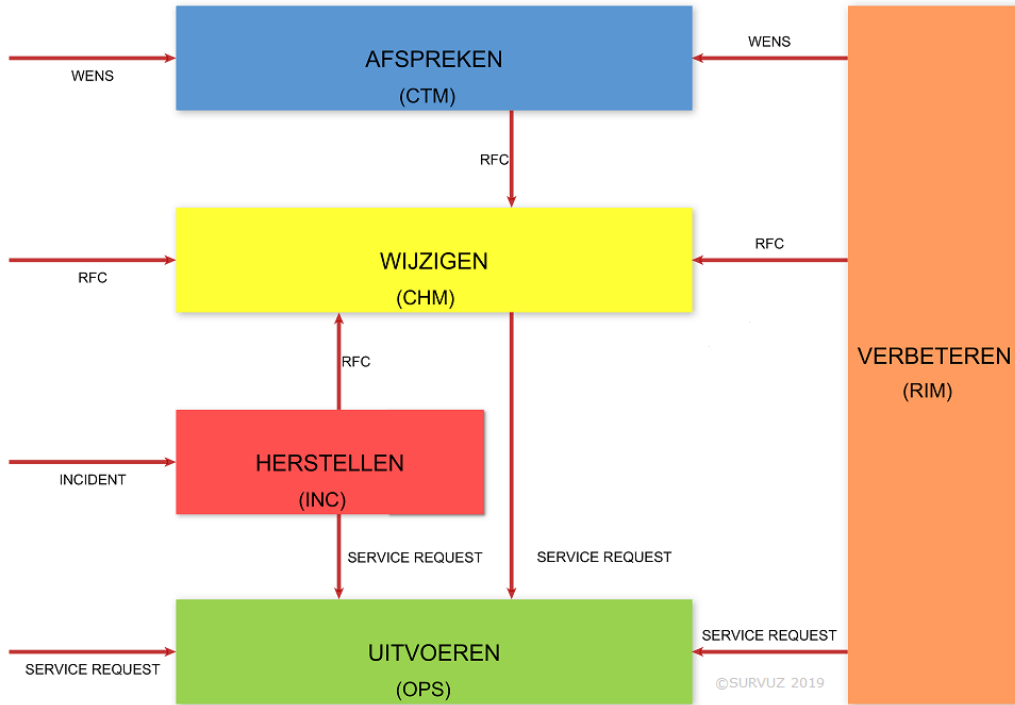 AFSPREKEN
(CTM)
WENS
WENS
RFC
WIJZIGEN
(CHM)
RFC
RFC
RFC
VERBETEREN
(RIM)
HERSTELLEN
(INC)
INCIDENT
SERVICE REQUEST
SERVICE REQUEST
UITVOEREN
(OPS)
SERVICE REQUEST
SERVICE REQUEST
©SURVUZ 2019